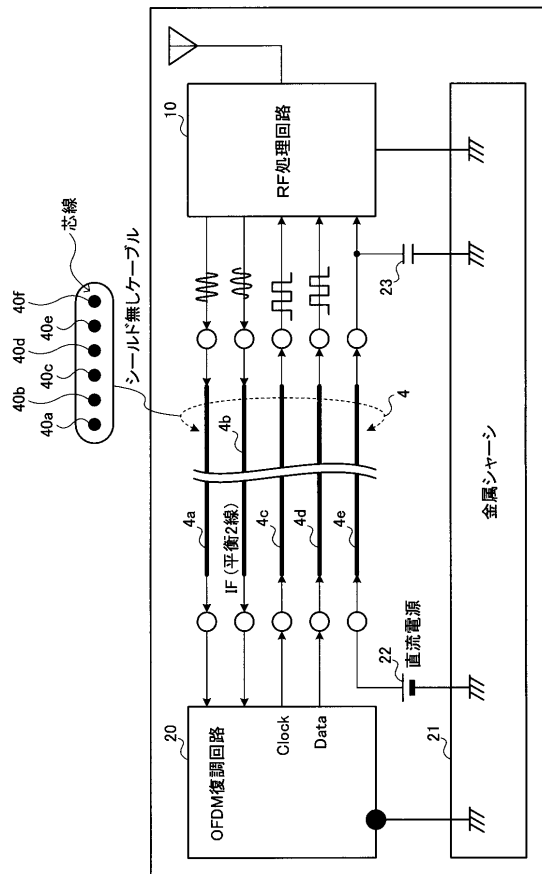 40a
40b
40c
40d
40e
40f
芯線
シールド無しケーブル
20
OFDM復調回路
Clock
Data
4a
IF (平衡2線)
4b
4c
4d
4e
4
10
RF処理回路
22
直流電源
23
21
金属シャーシ